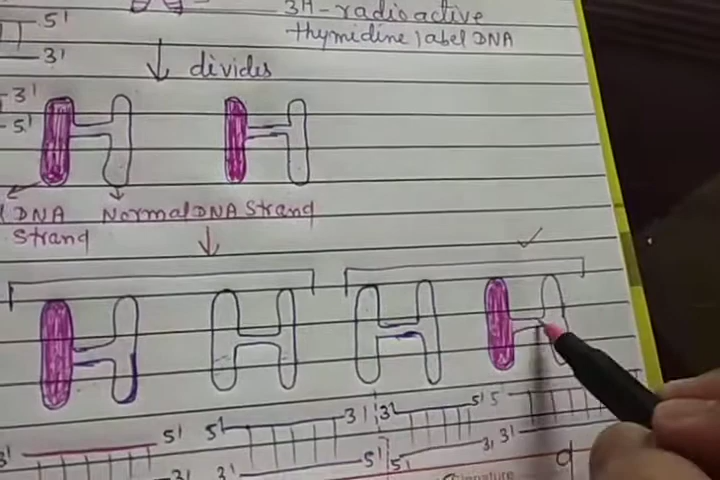 5'
3H-radioactive
3'
thymidine label DNA
divides
3'
5'
DNA
Normal DNA Strand
Strand
3' 5' 5' 3' 3' 5' 5
3' 3' 5' 5' 3' 3'